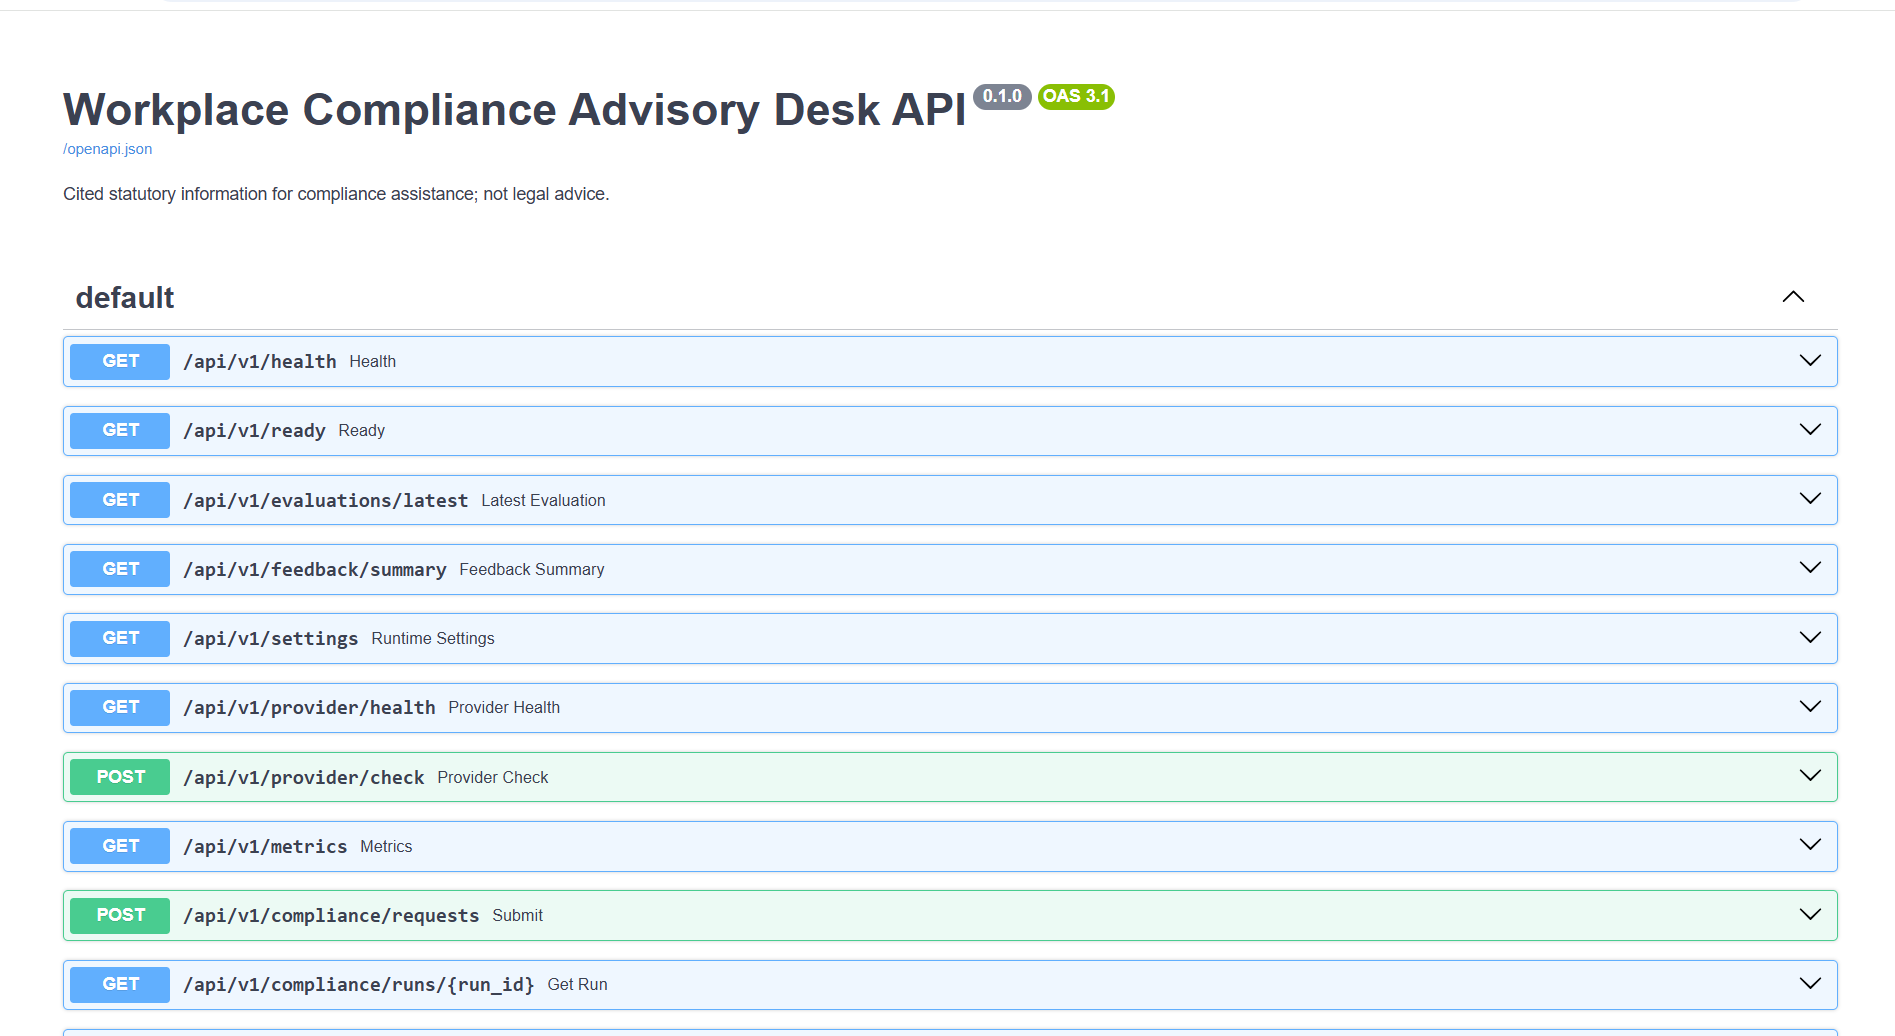 Workplace Compliance Advisory Desk API 0.1.0 OAS 3.1
/openapi.json
Cited statutory information for compliance assistance; not legal advice.
default
GET /api/v1/health Health
GET /api/v1/ready Ready
GET /api/v1/evaluations/latest Latest Evaluation
GET /api/v1/feedback/summary Feedback Summary
GET /api/v1/settings Runtime Settings
GET /api/v1/provider/health Provider Health
POST /api/v1/provider/check Provider Check
GET /api/v1/metrics Metrics
POST /api/v1/compliance/requests Submit
GET /api/v1/compliance/runs/{run_id} Get Run